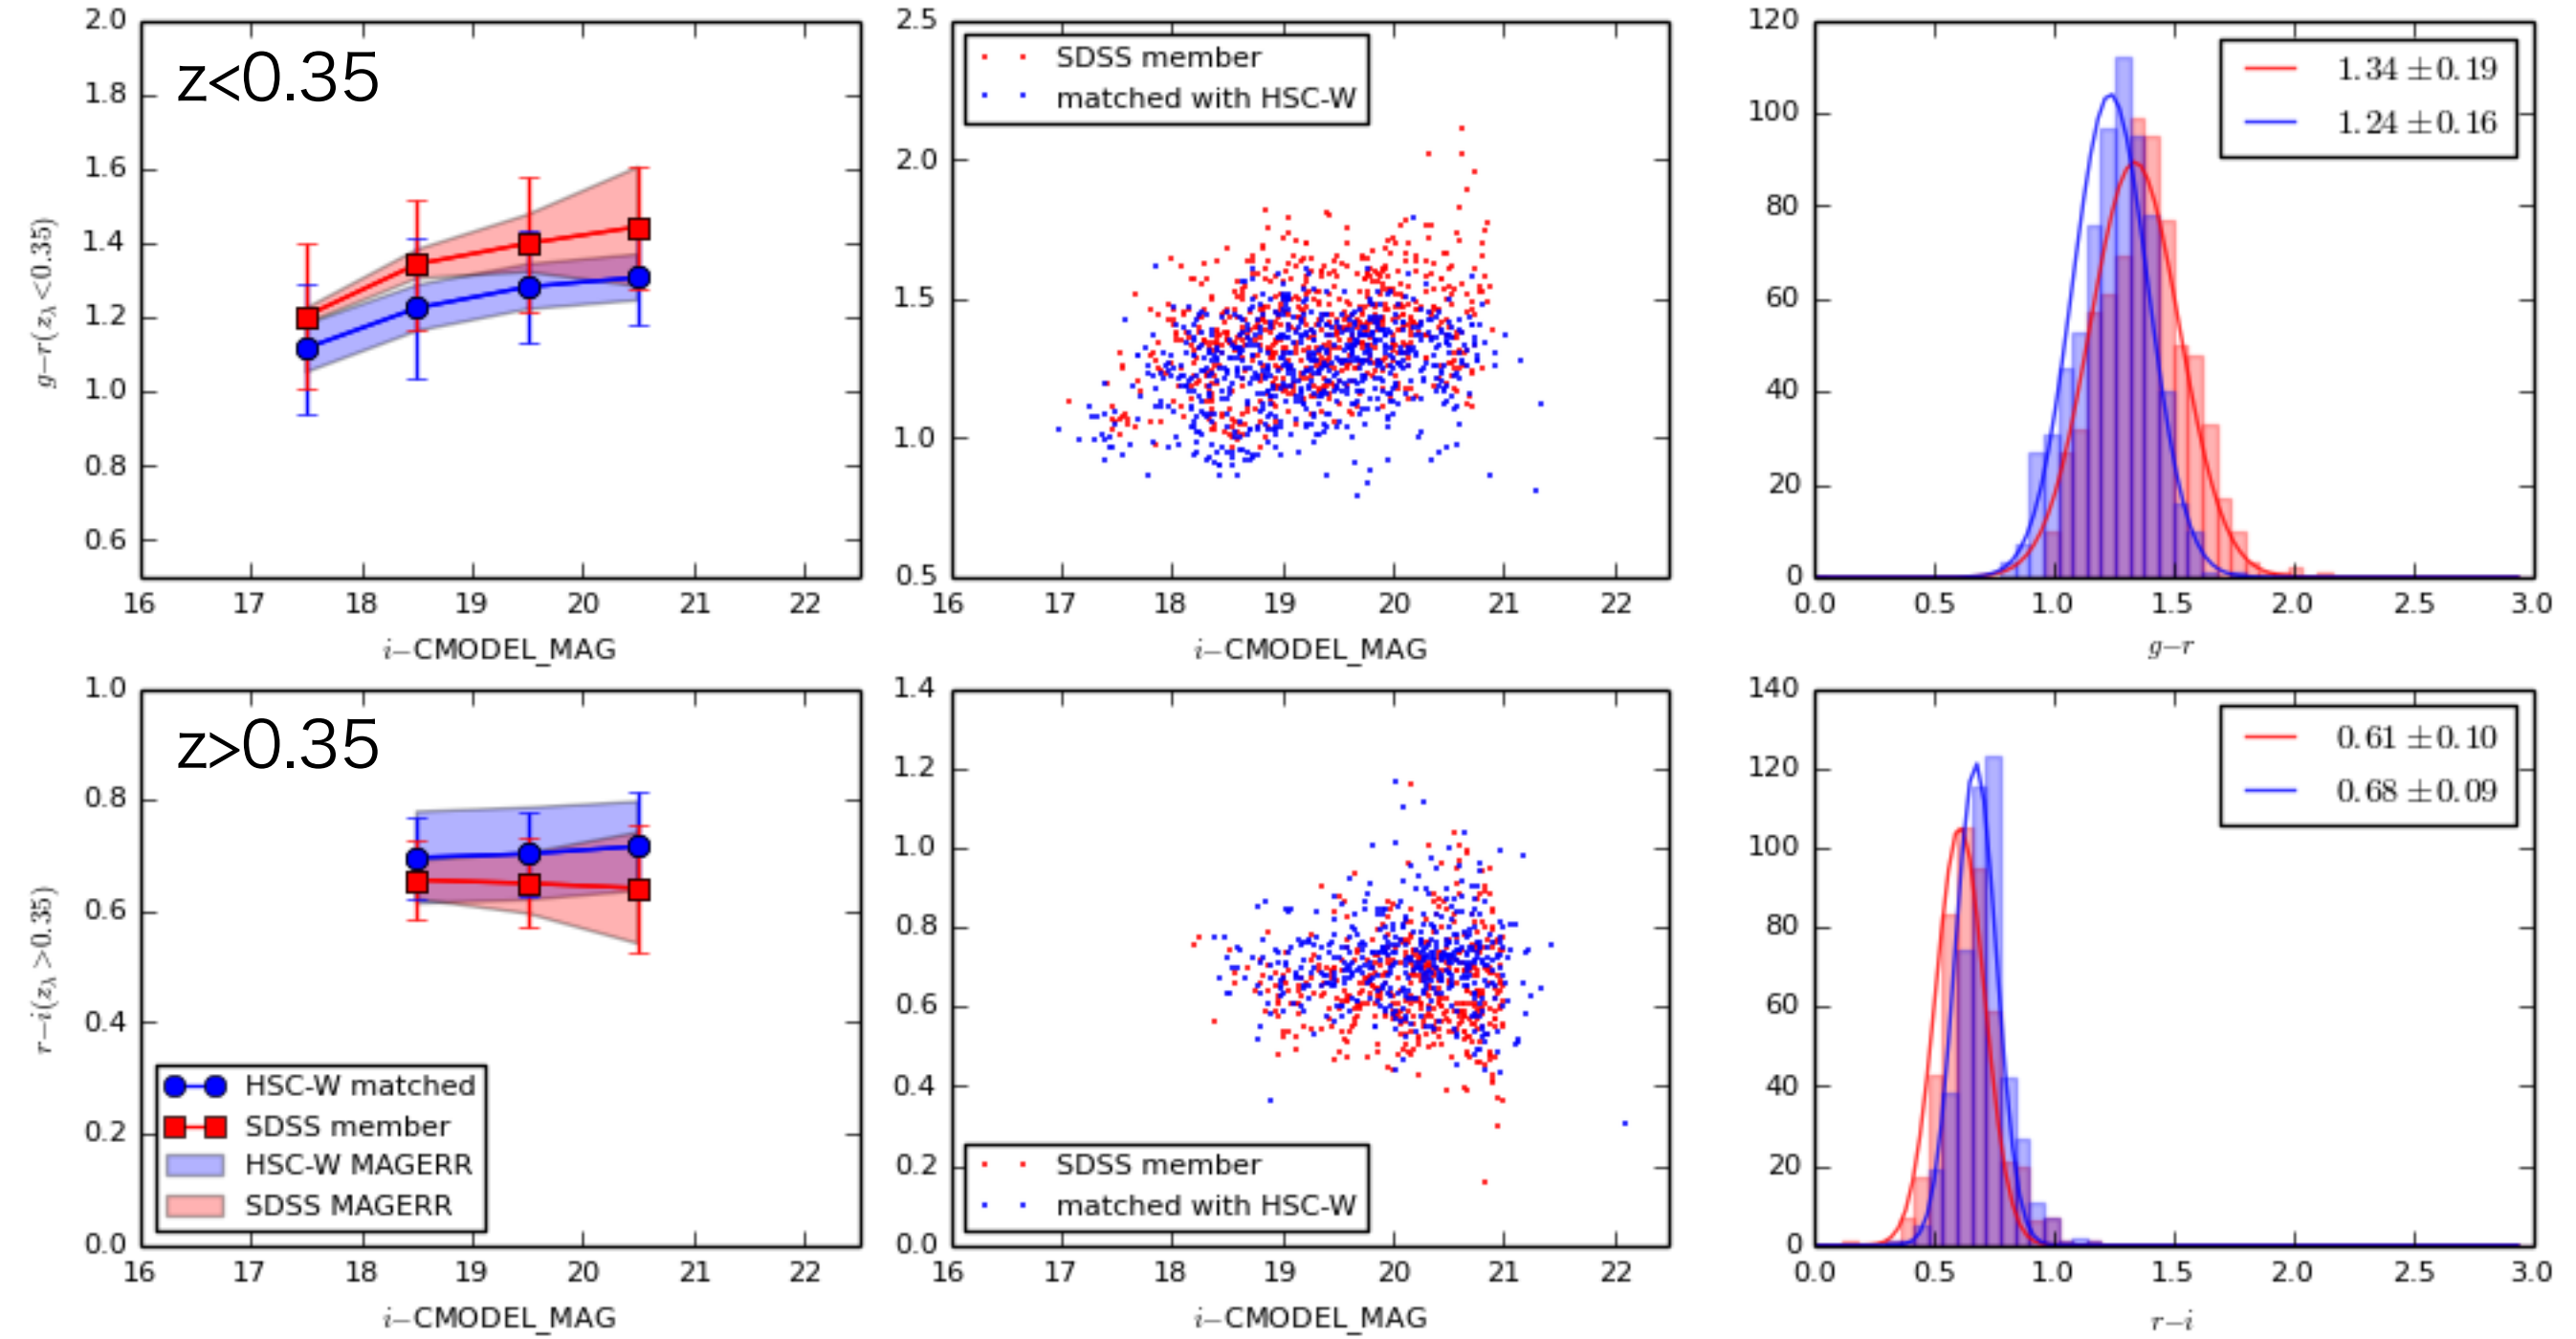 z<0.35
2.0
1.8
1.6
1.4
1.2
1.0
0.8
0.6
g−r(z_λ<0.35)
16 17 18 19 20 21 22
i−CMODEL_MAG
SDSS member
matched with HSC-W
2.5
2.0
1.5
1.0
0.5
16 17 18 19 20 21 22
i−CMODEL_MAG
1.34±0.19
1.24±0.16
120
100
80
60
40
20
0
0.0 0.5 1.0 1.5 2.0 2.5 3.0
g−r
z>0.35
1.0
0.8
0.6
0.4
0.2
0.0
r−i(z_λ>0.35)
HSC-W matched
SDSS member
HSC-W MAGERR
SDSS MAGERR
16 17 18 19 20 21 22
i−CMODEL_MAG
1.4
1.2
1.0
0.8
0.6
0.4
0.2
0.0
SDSS member
matched with HSC-W
16 17 18 19 20 21 22
i−CMODEL_MAG
0.61±0.10
0.68±0.09
140
120
100
80
60
40
20
0
0.0 0.5 1.0 1.5 2.0 2.5 3.0
r−i